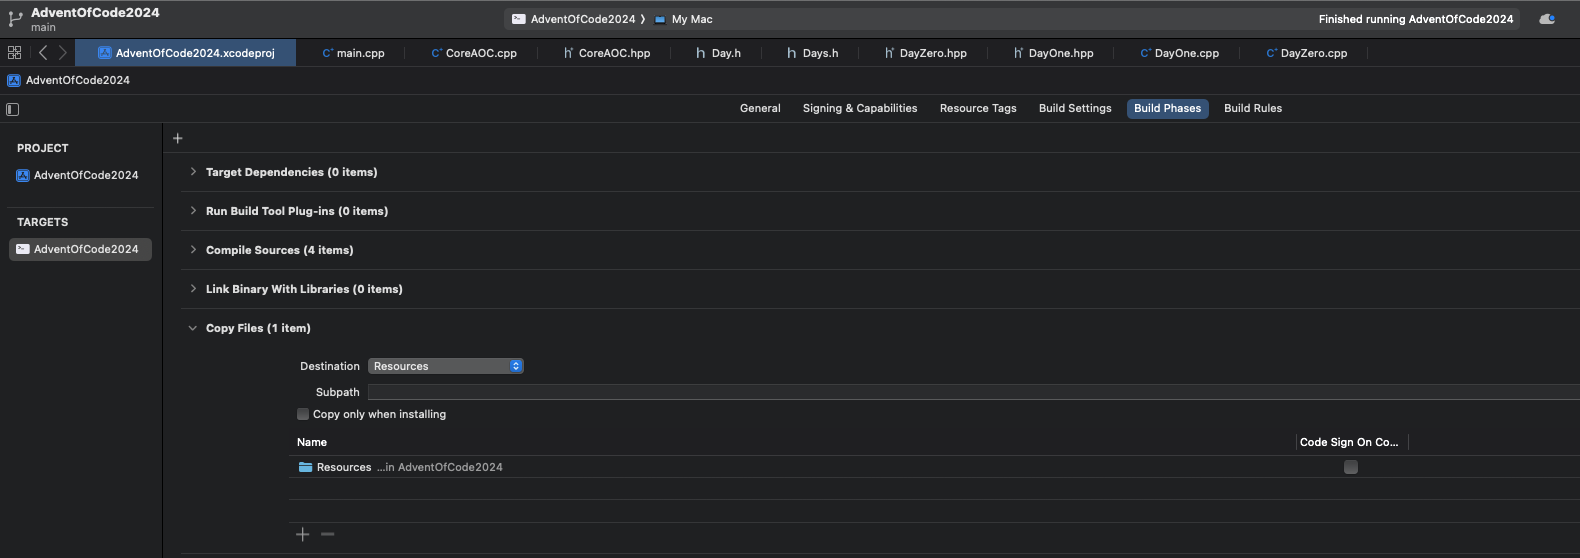 AdventOfCode2024
main
AdventOfCode2024 〉 My Mac
Finished running AdventOfCode2024
AdventOfCode2024.xcodeproj
main.cpp
CoreAOC.cpp
CoreAOC.hpp
Day.h
Days.h
DayZero.hpp
DayOne.hpp
DayOne.cpp
DayZero.cpp
AdventOfCode2024
General
Signing & Capabilities
Resource Tags
Build Settings
Build Phases
Build Rules
PROJECT
AdventOfCode2024
TARGETS
AdventOfCode2024
Target Dependencies (0 items)
Run Build Tool Plug-ins (0 items)
Compile Sources (4 items)
Link Binary With Libraries (0 items)
Copy Files (1 item)
Destination Resources
Subpath
Copy only when installing
Name Code Sign On Co...
Resources ...in AdventOfCode2024